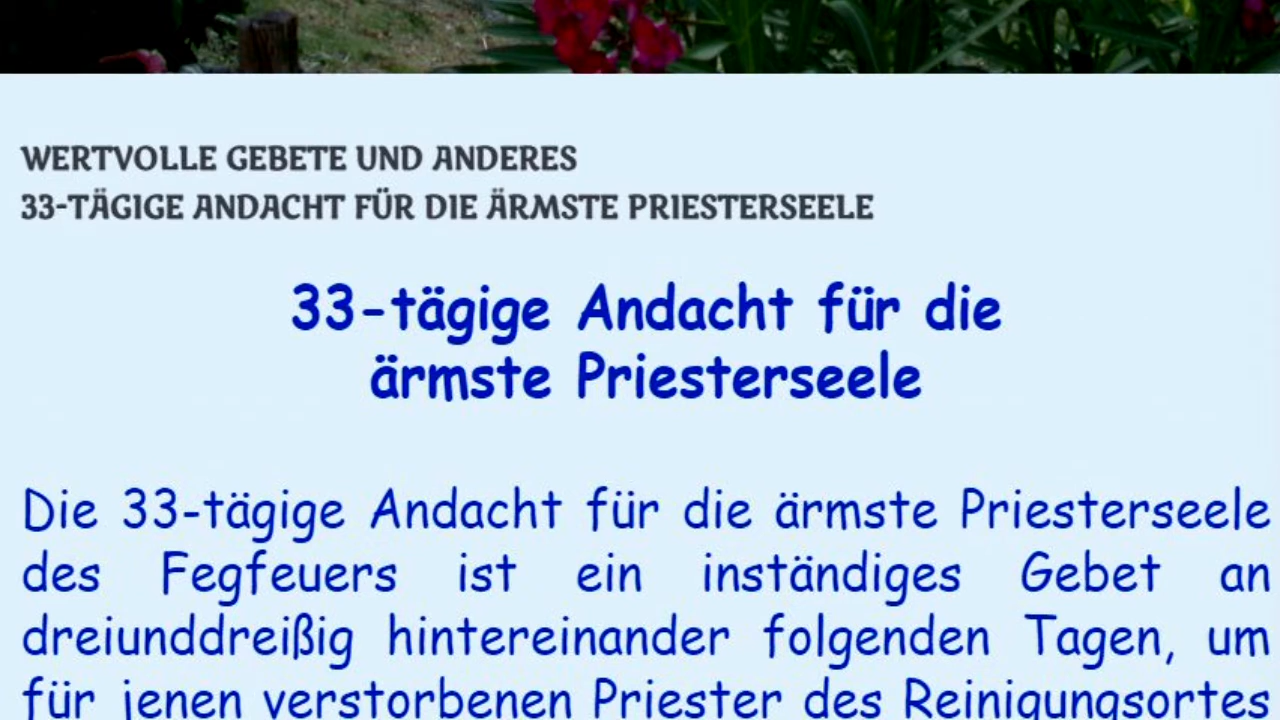 WERTVOLLE GEBETE UND ANDERES
33-TÄGIGE ANDACHT FÜR DIE ÄRMSTE PRIESTERSEELE
33-tägige Andacht für die
ärmste Priesterseele
Die 33-tägige Andacht für die ärmste Priesterseele
des Fegfeuers ist ein inständiges Gebet an
dreiunddreißig hintereinander folgenden Tagen, um
für jenen verstorbenen Priester des Reinigungsortes